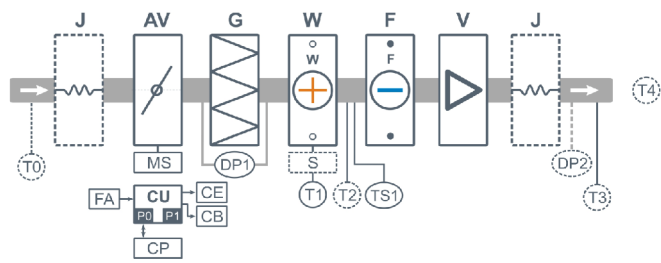 J AV G W F V J
W F
T0 MS DP1 S T1 T2 TS1 DP2 T3 T4
FA CU CE
P0 P1 CB
CP